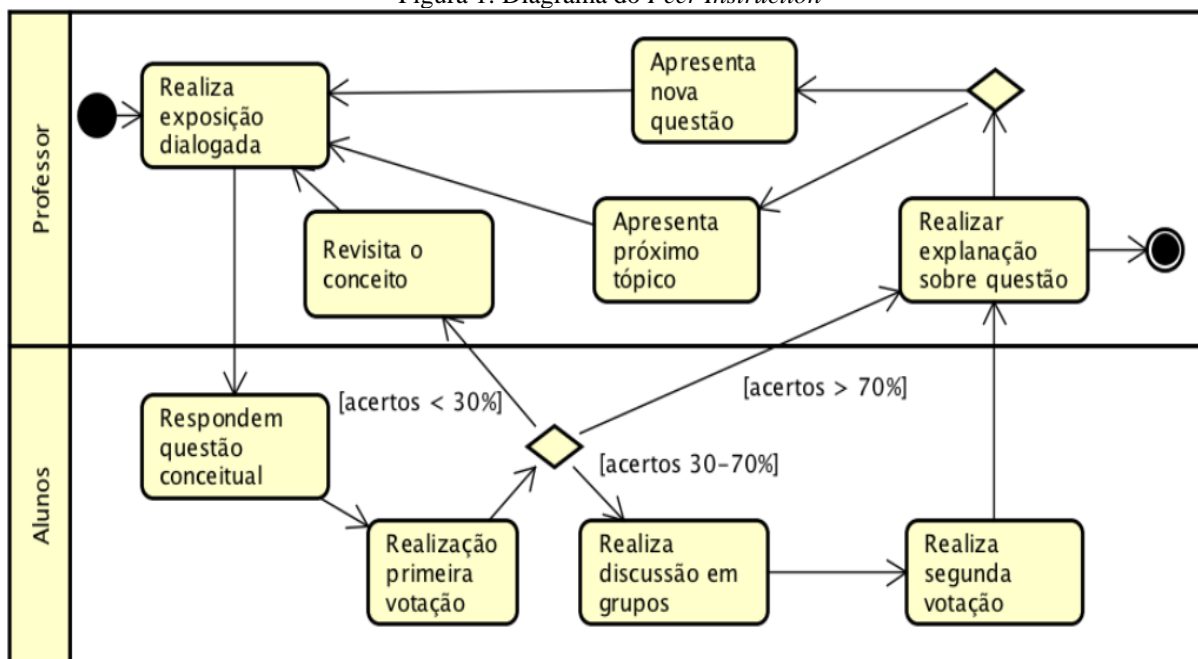 Figura 1: Diagrama do Peer Instruction
Professor
Realiza
exposição
dialogada
Apresenta
nova
questão
Revisita o
conceito
Apresenta
próximo
tópico
Realizar
explanação
sobre questão
Alunos
Respondem
questão
conceitual
[acertos < 30%]
[acertos > 70%]
[acertos 30-70%]
Realização
primeira
votação
Realiza
discussão em
grupos
Realiza
segunda
votação